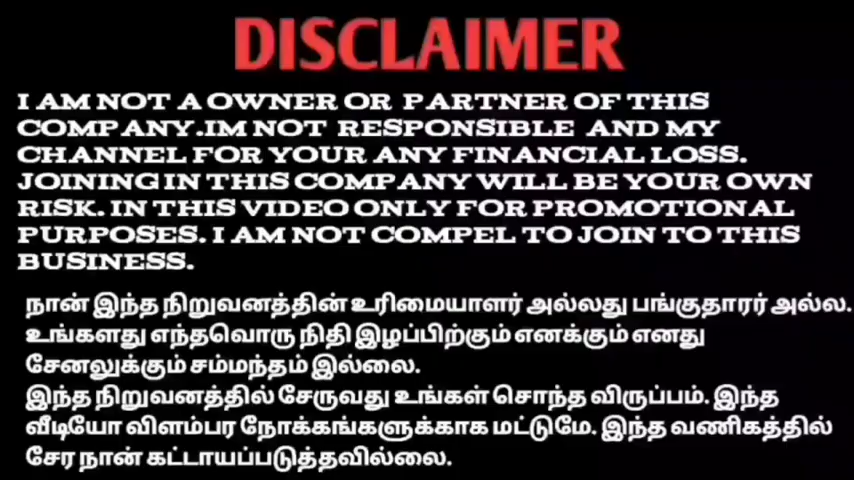 DISCLAIMER
I AM NOT A OWNER OR PARTNER OF THIS
COMPANY.IM NOT RESPONSIBLE AND MY
CHANNEL FOR YOUR ANY FINANCIAL LOSS.
JOINING IN THIS COMPANY WILL BE YOUR OWN
RISK. IN THIS VIDEO ONLY FOR PROMOTIONAL
PURPOSES. I AM NOT COMPEL TO JOIN TO THIS
BUSINESS.
நான் இந்த நிறுவனத்தின் உரிமையாளர் அல்லது பங்குதாரர் அல்ல.
உங்களது எந்தவொரு நிதி இழப்பிற்கும் எனக்கும் எனது
சேனலுக்கும் சம்மந்தம் இல்லை.
இந்த நிறுவனத்தில் சேருவது உங்கள் சொந்த விருப்பம். இந்த
வீடியோ விளம்பர நோக்கங்களுக்காக மட்டுமே. இந்த வணிகத்தில்
சேர நான் கட்டாயப்படுத்தவில்லை.